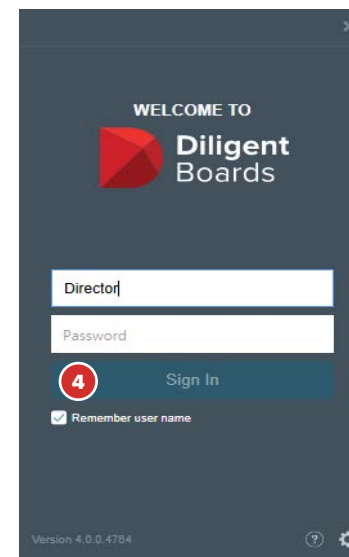 WELCOME TO
Diligent
Boards
Director
Password
4
Sign In
Remember user name
Version 4.0.0.4764
?